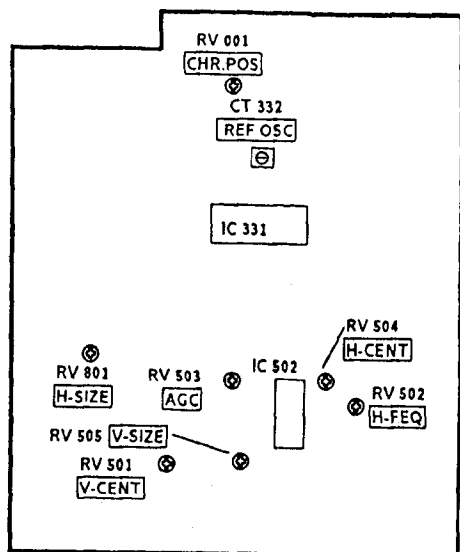 RV 001
CHR.POS
CT 332
REF OSC
IC 331
RV 504
H-CENT
RV 801
H-SIZE
RV 503
AGC
IC 502
RV 502
H-FEQ
RV 505 V-SIZE
RV 501
V-CENT